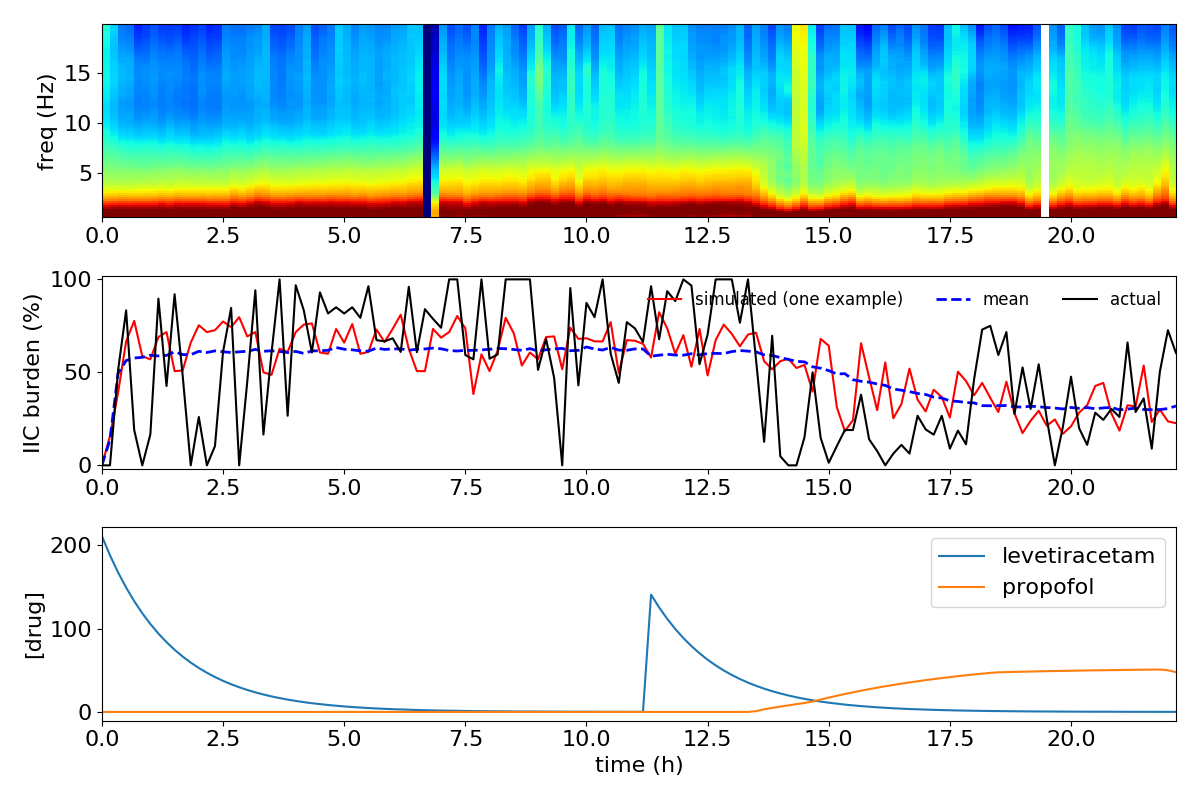 freq (Hz)
15
10
5
0.0 2.5 5.0 7.5 10.0 12.5 15.0 17.5 20.0
IIC burden (%)
100
50
0
simulated (one example) mean actual
0.0 2.5 5.0 7.5 10.0 12.5 15.0 17.5 20.0
[drug]
200
100
0
levetiracetam
propofol
0.0 2.5 5.0 7.5 10.0 12.5 15.0 17.5 20.0
time (h)